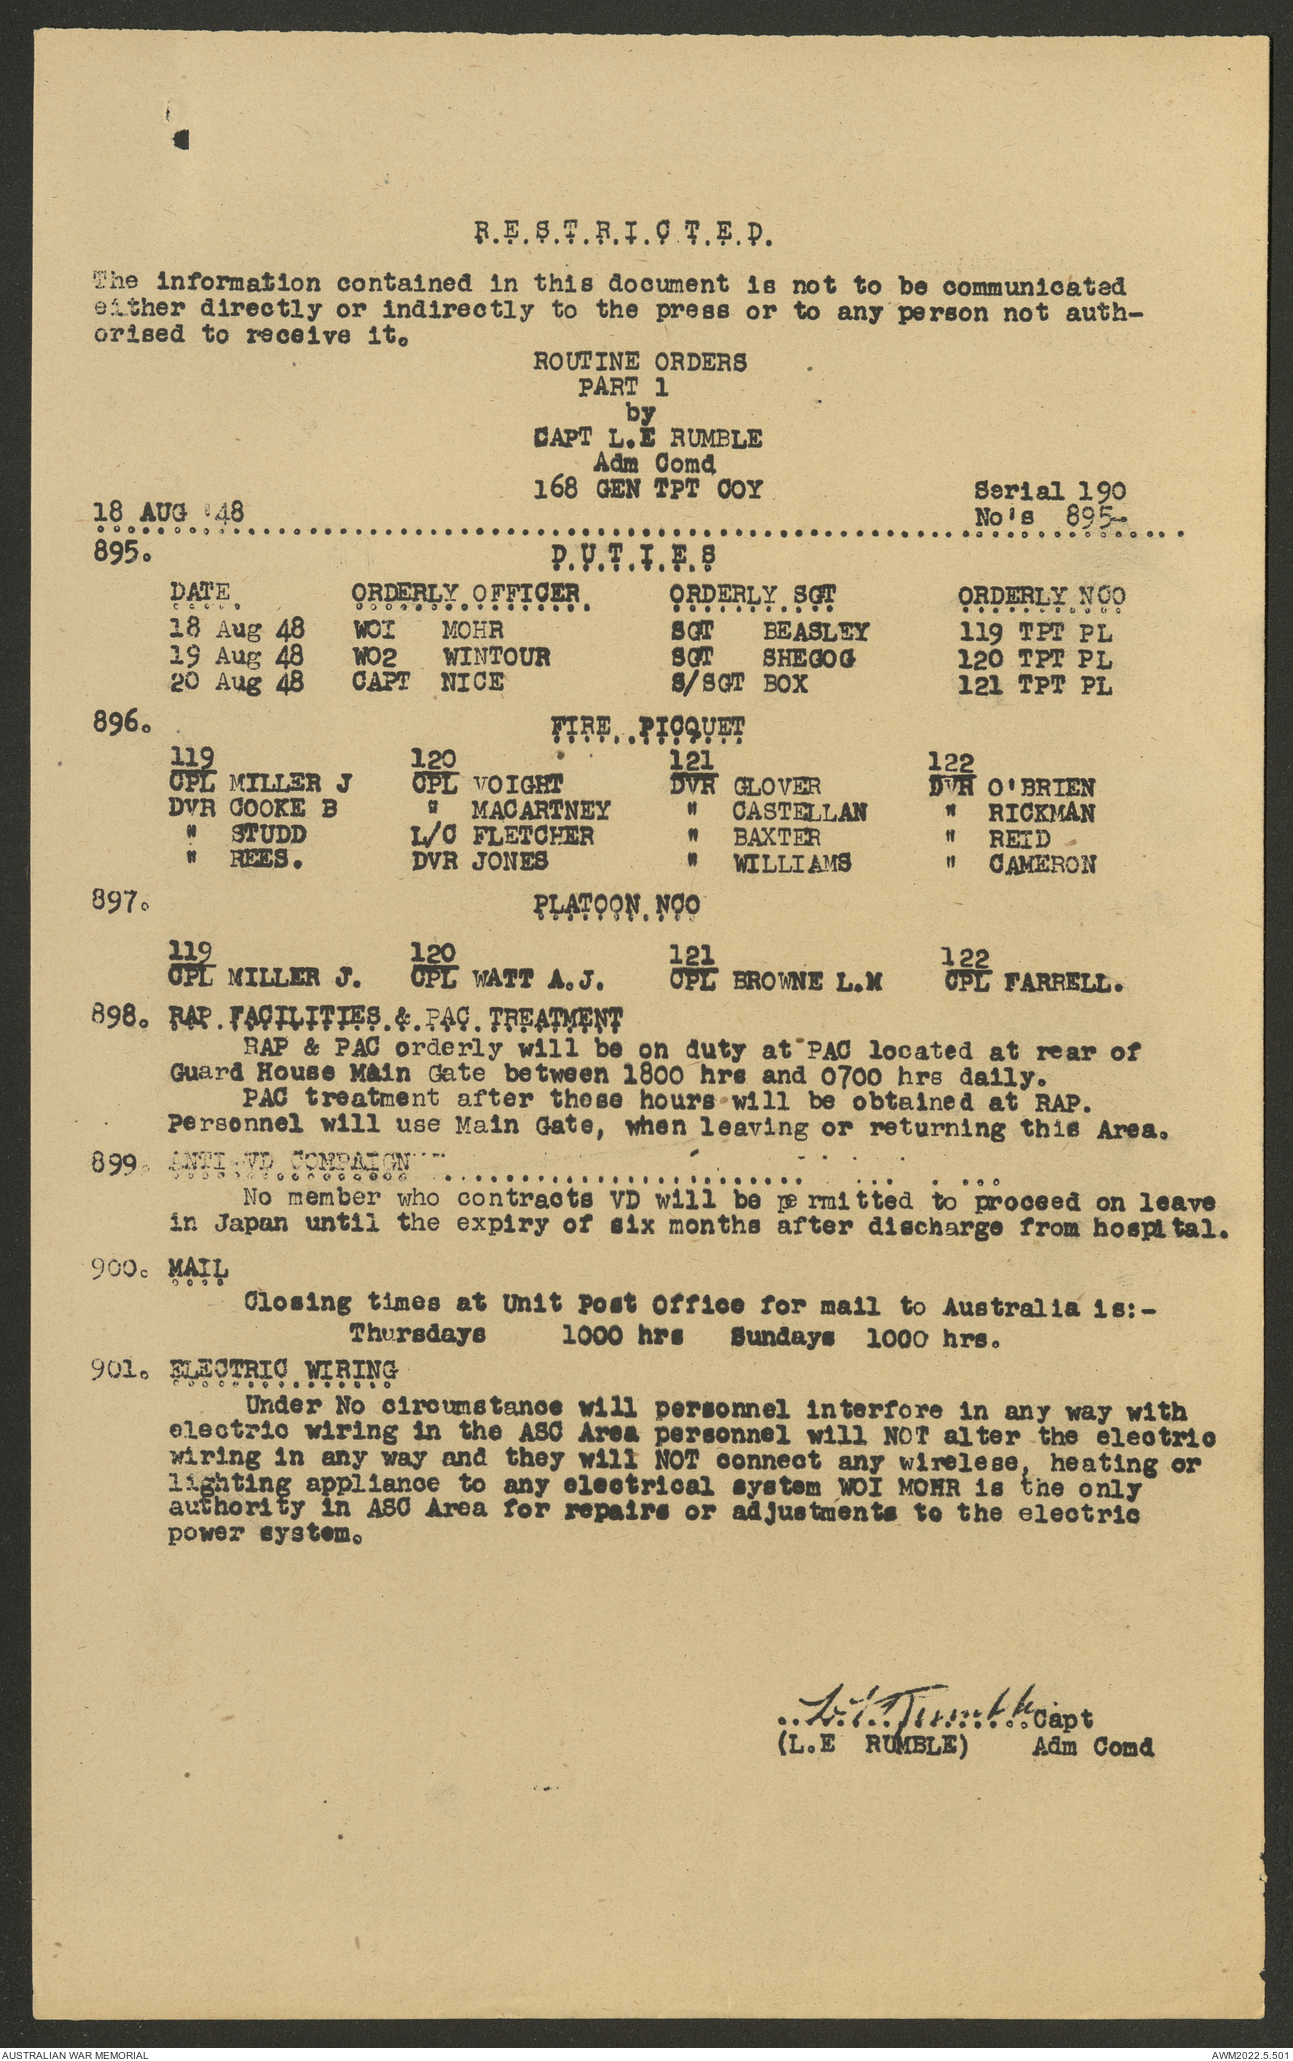 R.E.S.T.R.I.C.T.E.D.
The information contained in this document is not to be communicated
either directly or indirectly to the press or to any person not auth-
orised to receive it.
ROUTINE ORDERS
PART 1
by
CAPT L.E RUMBLE
Adm Comd
168 GEN TPT COY Serial 190
18 AUG '48 No's 895-
895. D.U.T.I.E.S
DATE ORDERLY OFFICER ORDERLY SGT ORDERLY NCO
18 Aug 48 WOI MOHR SGT BEASLEY 119 TPT PL
19 Aug 48 WO2 WINTOUR SGT SHEGOG 120 TPT PL
20 Aug 48 CAPT NICE S/SGT BOX 121 TPT PL
896. FIRE PICQUET
119 120 121 122
CPL MILLER J CPL VOIGHT DVR GLOVER DVR O'BRIEN
DVR COOKE B " MACARTNEY " CASTELLAN " RICKMAN
" STUDD L/C FLETCHER " BAXTER " REID
" REES. DVR JONES " WILLIAMS " CAMERON
897. PLATOON NCO
119 120 121 122
CPL MILLER J. CPL WATT A.J. CPL BROWNE L.M CPL FARRELL.
898. RAP FACILITIES & PAC TREATMENT
RAP & PAC orderly will be on duty at PAC located at rear of
Guard House Main Gate between 1800 hrs and 0700 hrs daily.
PAC treatment after these hours will be obtained at RAP.
Personnel will use Main Gate, when leaving or returning this Area.
899. ANTI-VD COMPAIGN
No member who contracts VD will be pe rmitted to proceed on leave
in Japan until the expiry of six months after discharge from hospital.
900. MAIL
Closing times at Unit Post Office for mail to Australia is:-
Thursdays 1000 hrs Sundays 1000 hrs.
901. ELECTRIC WIRING
Under No circumstance will personnel interfore in any way with
electric wiring in the ASC Area personnel will NOT alter the electric
wiring in any way and they will NOT connect any wirelese, heating or
lighting appliance to any electrical system WOI MOHR is the only
authority in ASC Area for repairs or adjustments to the electric
power system.
L.E Rumble Capt
(L.E RUMBLE) Adm Comd
AUSTRALIAN WAR MEMORIAL AWM2022.5.501